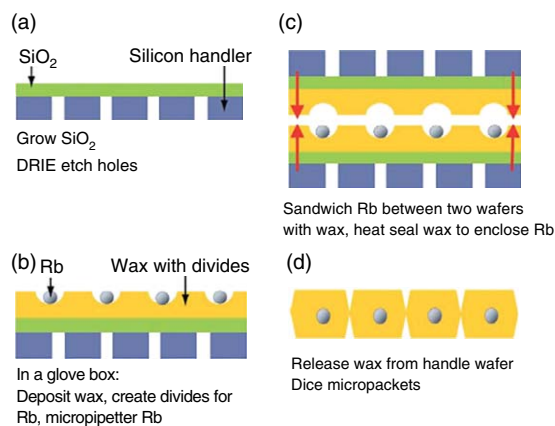 (a)
SiO2
Silicon handler
Grow SiO2
DRIE etch holes
(b)
Rb
Wax with divides
In a glove box:
Deposit wax, create divides for
Rb, micropipetter Rb
(c)
Sandwich Rb between two wafers
with wax, heat seal wax to enclose Rb
(d)
Release wax from handle wafer
Dice micropackets